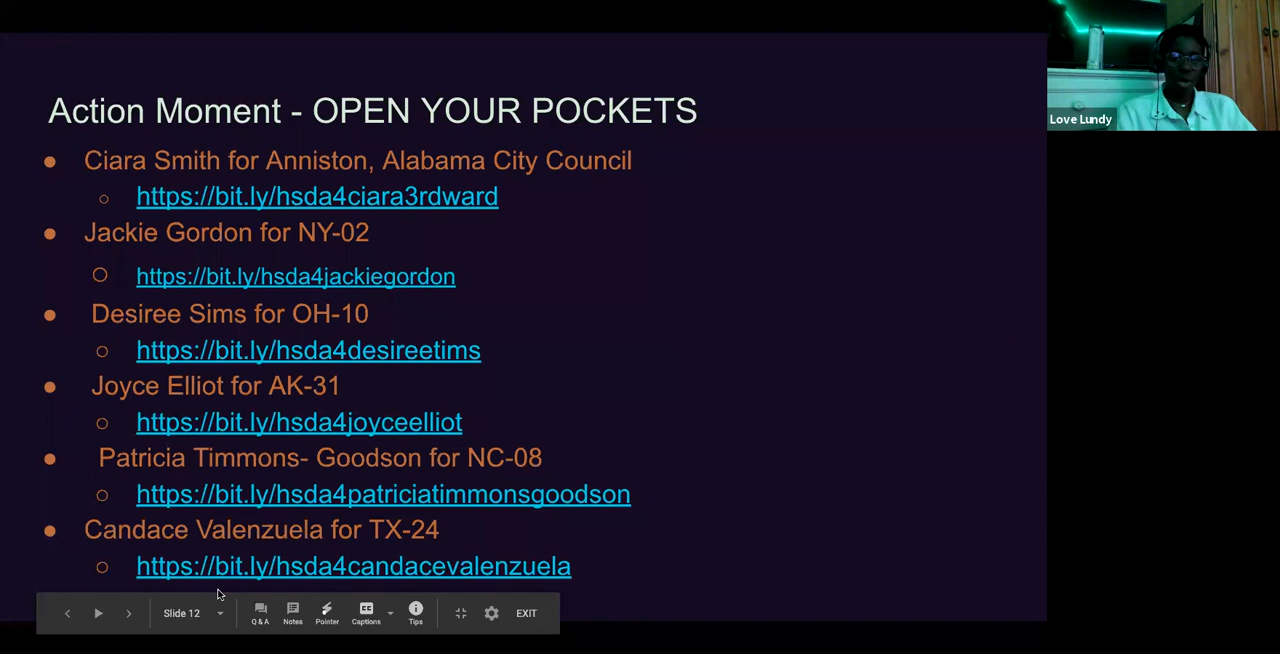 Action Moment - OPEN YOUR POCKETS
Ciara Smith for Anniston, Alabama City Council
https://bit.ly/hsda4ciara3rdward
Jackie Gordon for NY-02
https://bit.ly/hsda4jackiegordon
Desiree Sims for OH-10
https://bit.ly/hsda4desireetims
Joyce Elliot for AK-31
https://bit.ly/hsda4joyceelliot
Patricia Timmons- Goodson for NC-08
https://bit.ly/hsda4patriciatimmonsgoodson
Candace Valenzuela for TX-24
https://bit.ly/hsda4candacevalenzuela
Love Lundy
Slide 12
Q & A
Notes
Pointer
CC
Captions
Tips
EXIT